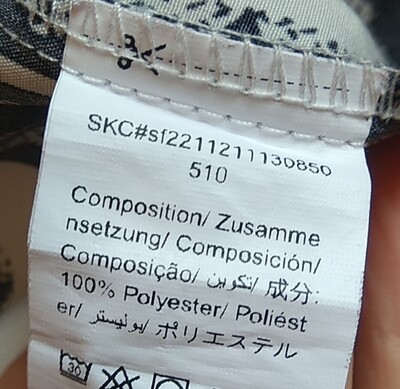 SKC#sf2211211130850
510
Composition/ Zusamme
nsetzung/ Composición/
Composição/ تكوين/ 成分:
100% Polyester/ Poliést
er/ بوليستر/ ポリエステル
30